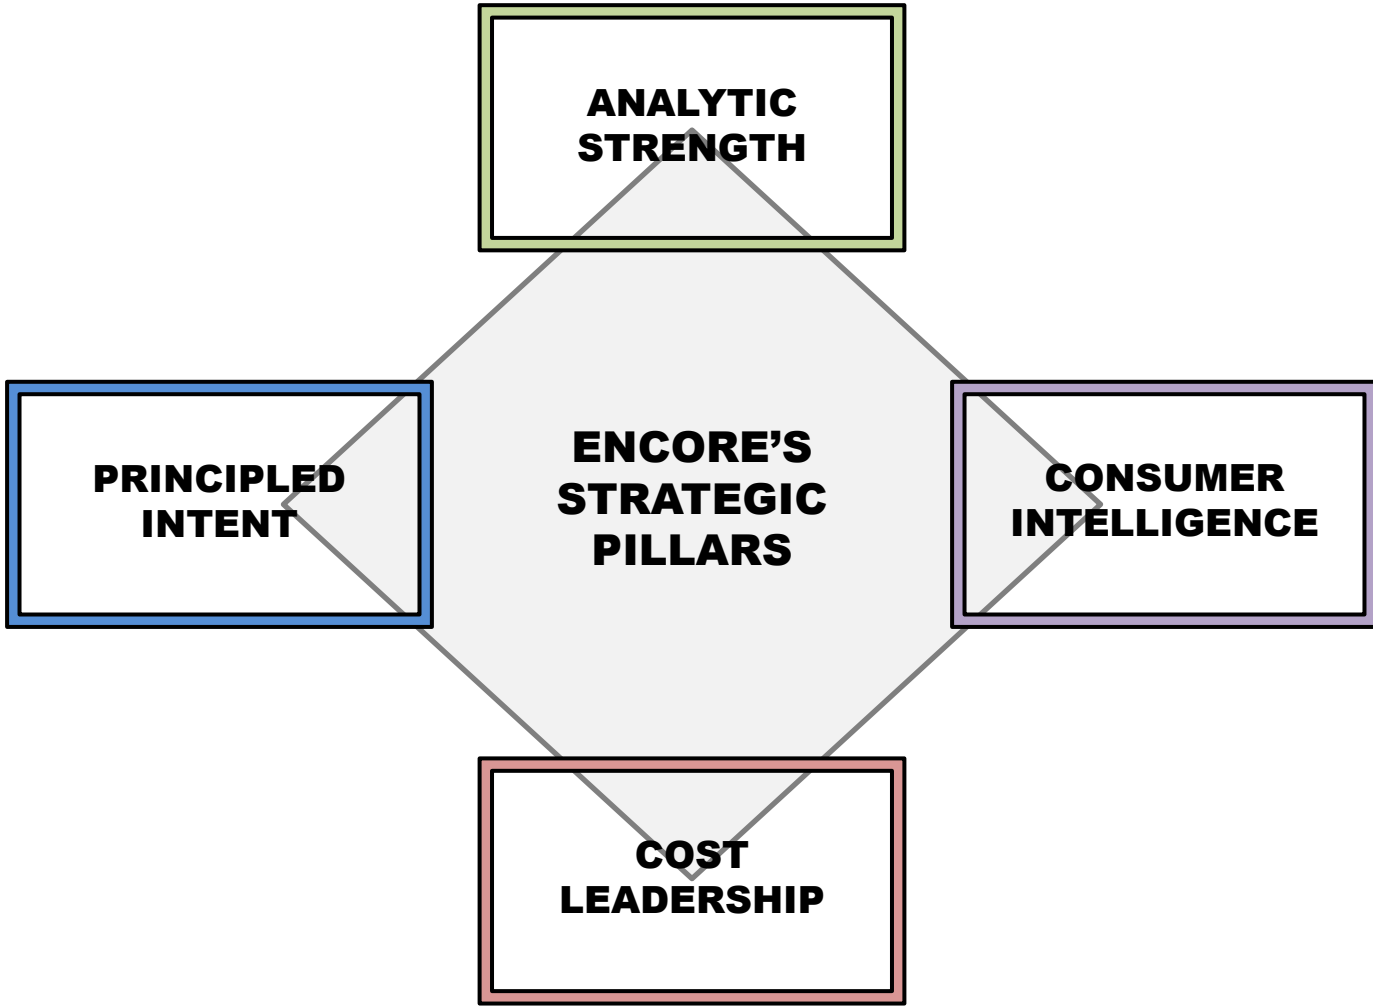 ANALYTIC
STRENGTH
PRINCIPLED
INTENT
ENCORE’S
STRATEGIC
PILLARS
CONSUMER
INTELLIGENCE
COST
LEADERSHIP